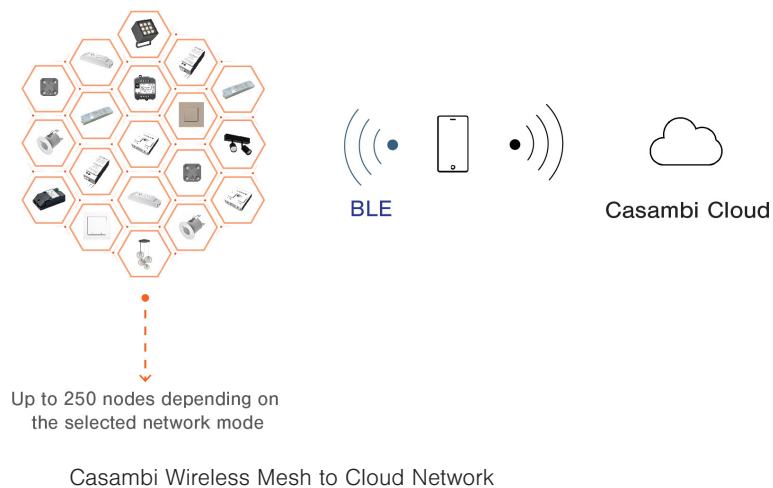 BLE
Casambi Cloud
Up to 250 nodes depending on
the selected network mode
Casambi Wireless Mesh to Cloud Network